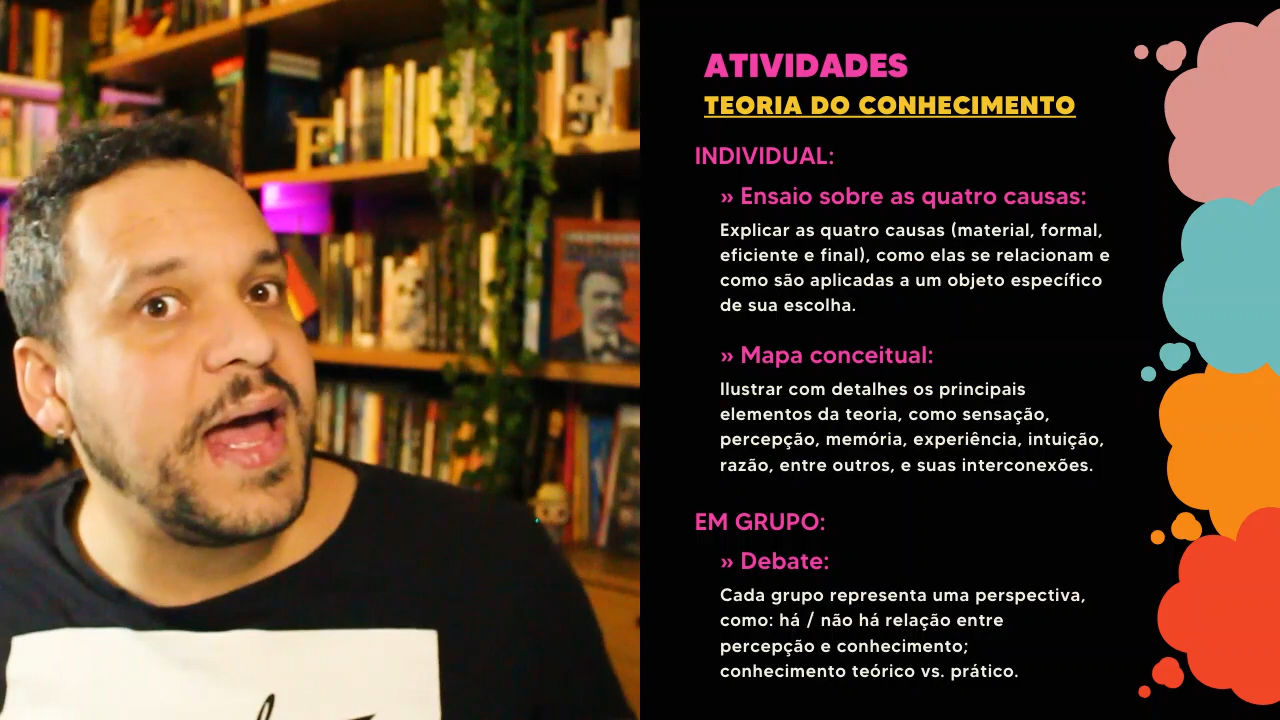 ATIVIDADES
TEORIA DO CONHECIMENTO
INDIVIDUAL:
» Ensaio sobre as quatro causas:
Explicar as quatro causas (material, formal,
eficiente e final), como elas se relacionam e
como são aplicadas a um objeto específico
de sua escolha.
» Mapa conceitual:
Ilustrar com detalhes os principais
elementos da teoria, como sensação,
percepção, memória, experiência, intuição,
razão, entre outros, e suas interconexões.
EM GRUPO:
» Debate:
Cada grupo representa uma perspectiva,
como: há / não há relação entre
percepção e conhecimento;
conhecimento teórico vs. prático.